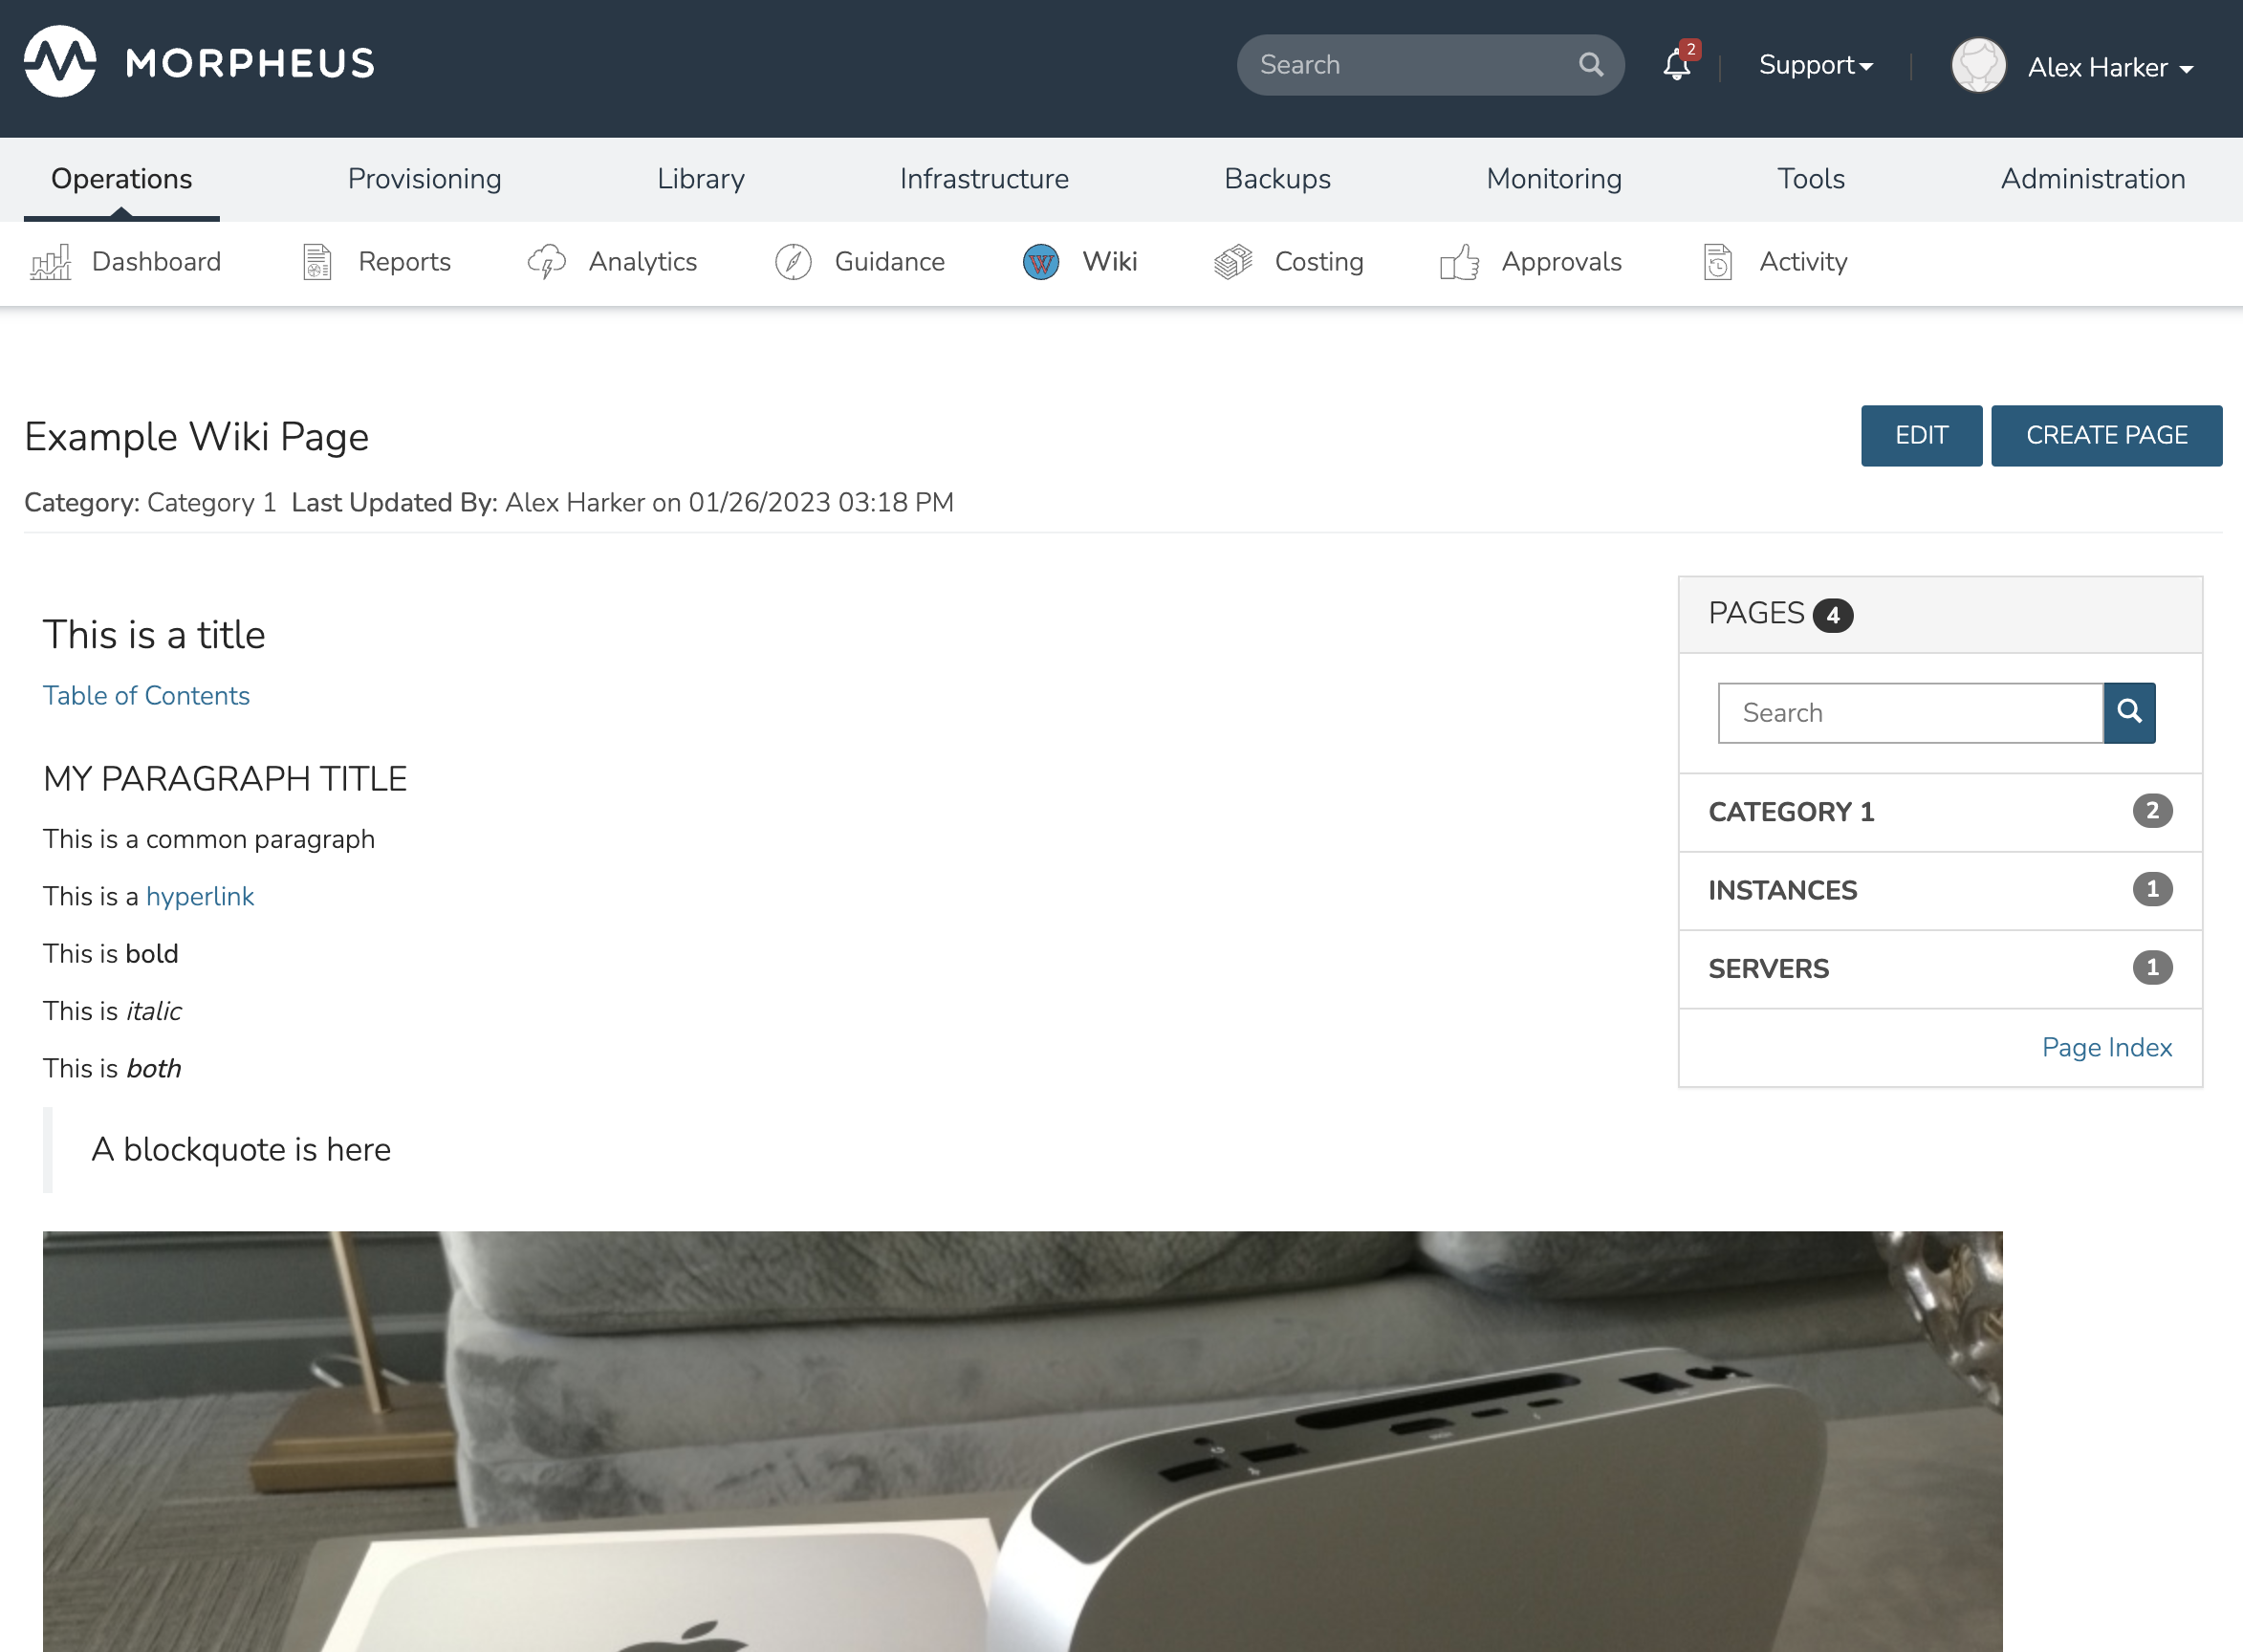 MORPHEUS
Search
2
Support
Alex Harker
Operations
Provisioning
Library
Infrastructure
Backups
Monitoring
Tools
Administration
Dashboard
Reports
Analytics
Guidance
W
Wiki
Costing
Approvals
Activity
Example Wiki Page
EDIT
CREATE PAGE
Category: Category 1 Last Updated By: Alex Harker on 01/26/2023 03:18 PM
This is a title
Table of Contents
MY PARAGRAPH TITLE
This is a common paragraph
This is a hyperlink
This is bold
This is italic
This is both
A blockquote is here
PAGES 4
Search
CATEGORY 1 2
INSTANCES 1
SERVERS 1
Page Index